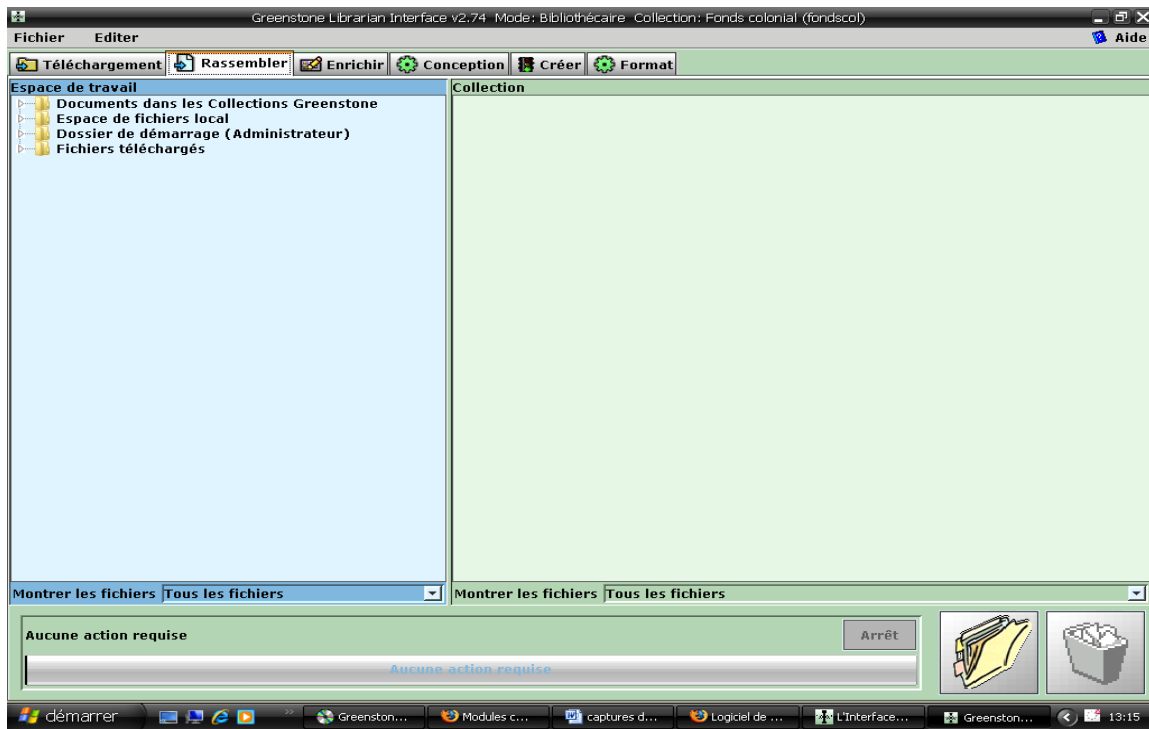 Greenstone Librarian Interface v2.74 Mode: Bibliothécaire Collection: Fonds colonial (fondscol)
Fichier Editer Aide
Téléchargement Rassembler Enrichir Conception Créer Format
Espace de travail
Documents dans les Collections Greenstone
Espace de fichiers local
Dossier de démarrage (Administrateur)
Fichiers téléchargés
Montrer les fichiers Tous les fichiers
Collection
Montrer les fichiers Tous les fichiers
Aucune action requise
Arrêt
Aucune action requise
démarrer » Greenston... Modules c... captures d... Logiciel de ... L'Interface... Greenston... 13:15